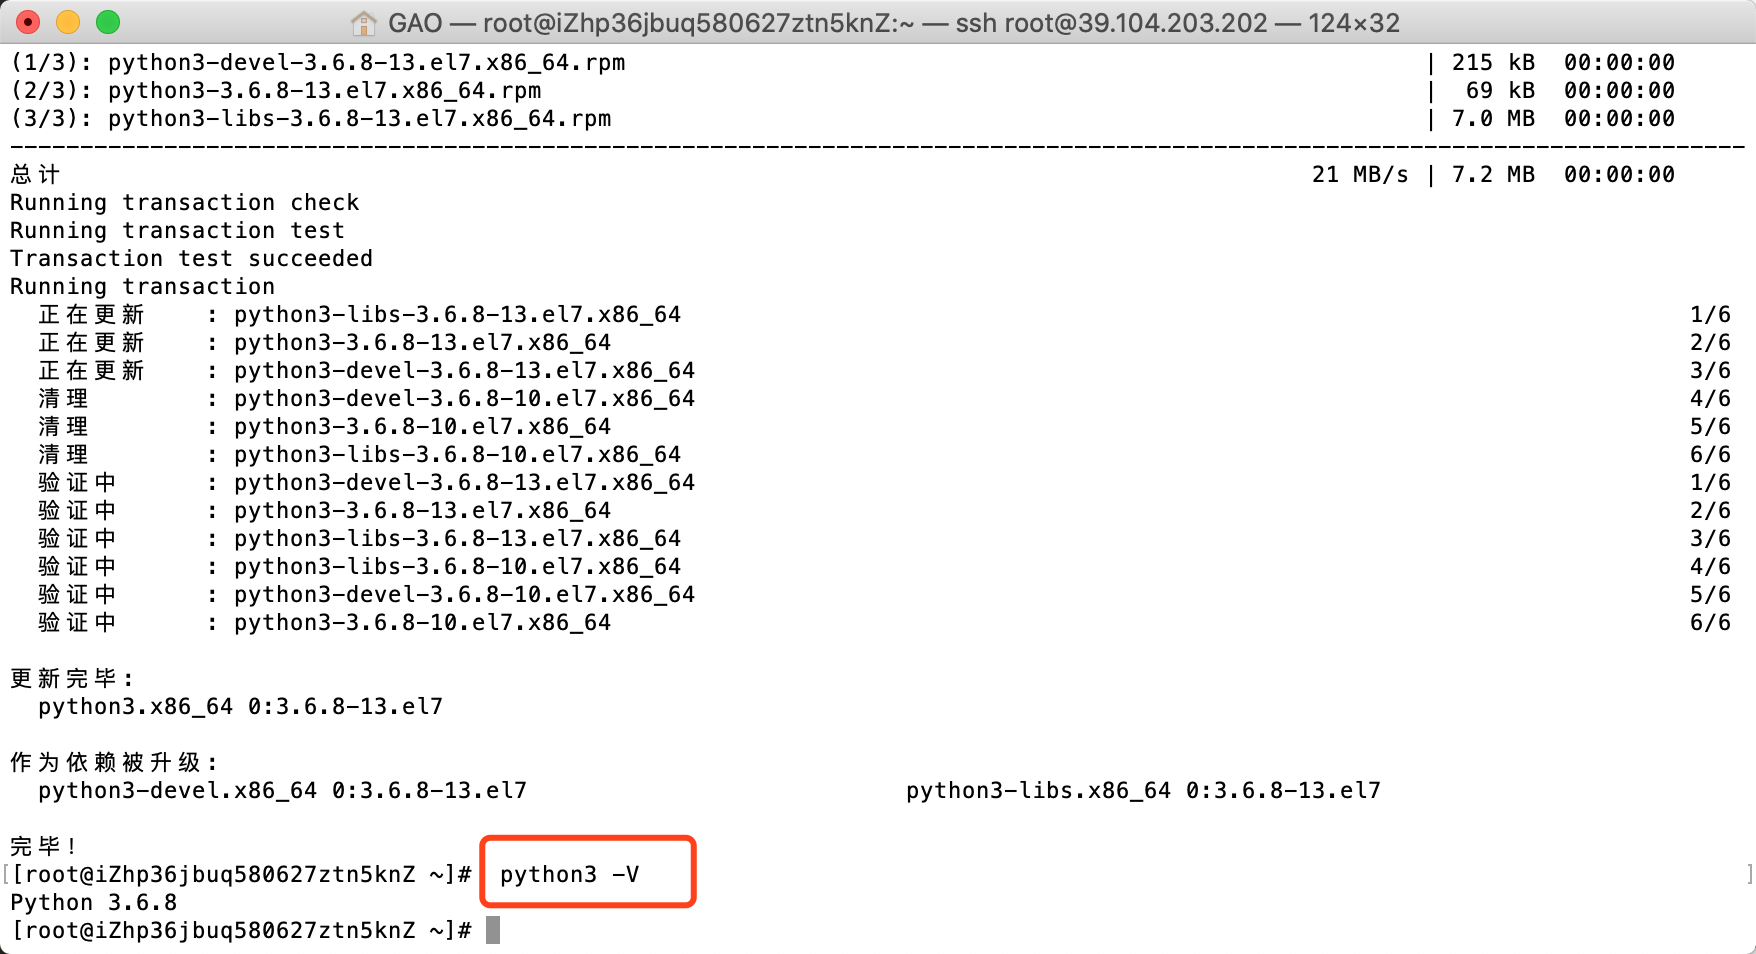 GAO — root@iZhp36jbuq580627ztn5knZ:~ — ssh root@39.104.203.202 — 124×32
(1/3): python3-devel-3.6.8-13.el7.x86_64.rpm | 215 kB 00:00:00
(2/3): python3-3.6.8-13.el7.x86_64.rpm | 69 kB 00:00:00
(3/3): python3-libs-3.6.8-13.el7.x86_64.rpm | 7.0 MB 00:00:00
----------------------------------------------------------------------------------------------------------------------------
总计 21 MB/s | 7.2 MB 00:00:00
Running transaction check
Running transaction test
Transaction test succeeded
Running transaction
正在更新 : python3-libs-3.6.8-13.el7.x86_64 1/6
正在更新 : python3-3.6.8-13.el7.x86_64 2/6
正在更新 : python3-devel-3.6.8-13.el7.x86_64 3/6
清理 : python3-devel-3.6.8-10.el7.x86_64 4/6
清理 : python3-3.6.8-10.el7.x86_64 5/6
清理 : python3-libs-3.6.8-10.el7.x86_64 6/6
验证中 : python3-devel-3.6.8-13.el7.x86_64 1/6
验证中 : python3-3.6.8-13.el7.x86_64 2/6
验证中 : python3-libs-3.6.8-13.el7.x86_64 3/6
验证中 : python3-libs-3.6.8-10.el7.x86_64 4/6
验证中 : python3-devel-3.6.8-10.el7.x86_64 5/6
验证中 : python3-3.6.8-10.el7.x86_64 6/6
更新完毕:
python3.x86_64 0:3.6.8-13.el7
作为依赖被升级:
python3-devel.x86_64 0:3.6.8-13.el7 python3-libs.x86_64 0:3.6.8-13.el7
完毕!
[[root@iZhp36jbuq580627ztn5knZ ~]# python3 -V ]
Python 3.6.8
[root@iZhp36jbuq580627ztn5knZ ~]#